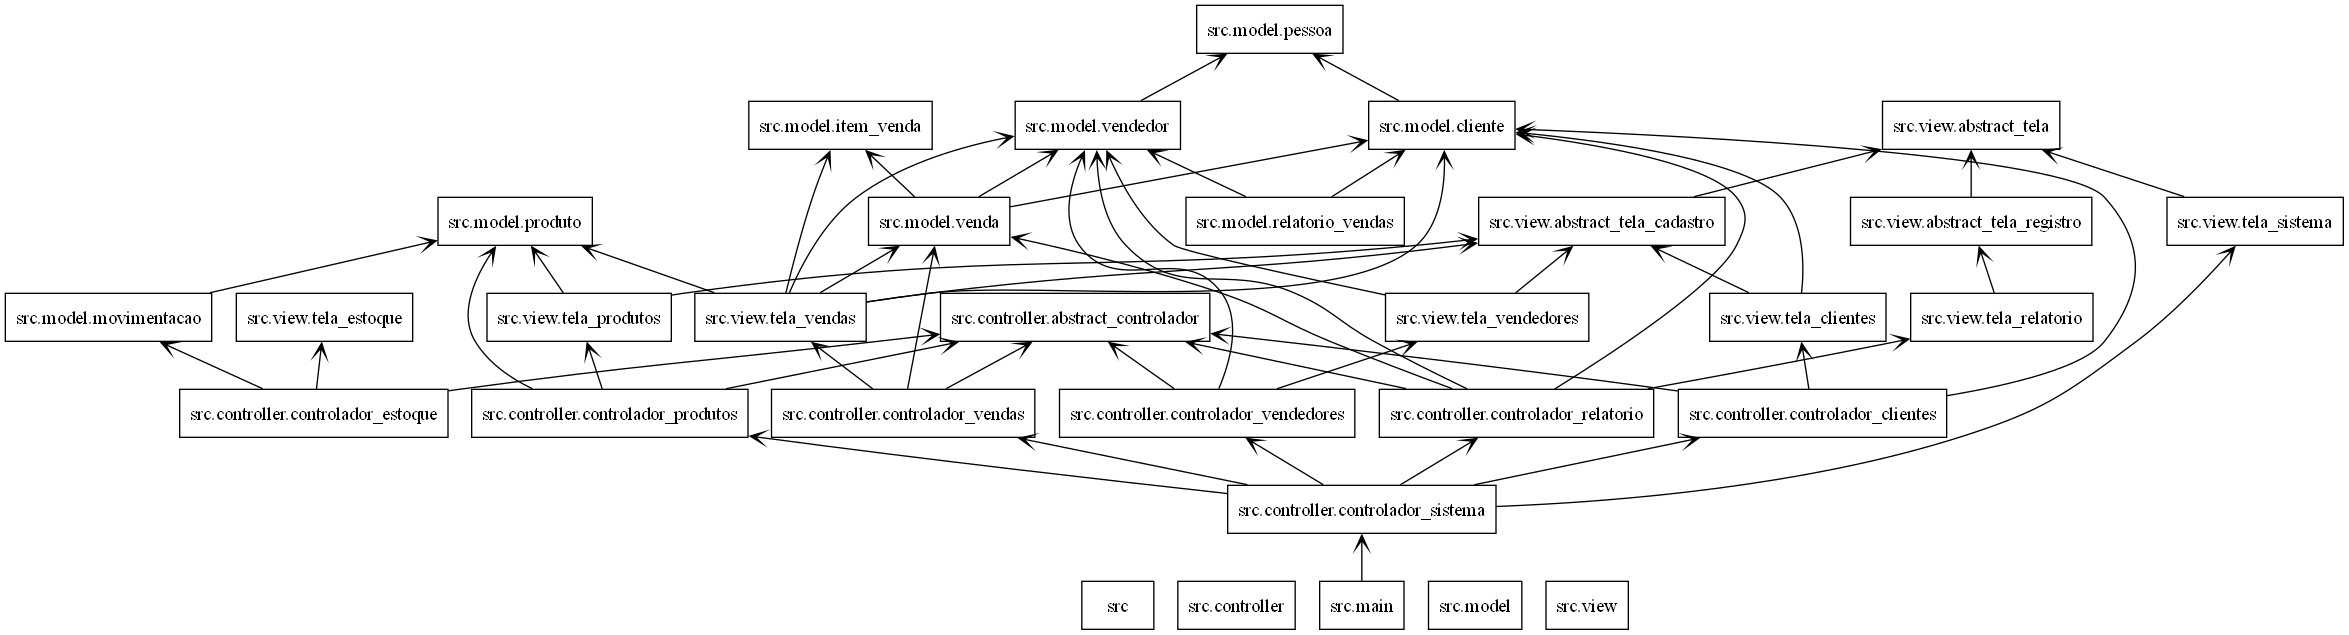 src.model.pessoa
src.model.item_venda
src.model.vendedor
src.model.cliente
src.view.abstract_tela
src.model.produto
src.model.venda
src.model.relatorio_vendas
src.view.abstract_tela_cadastro
src.view.abstract_tela_registro
src.view.tela_sistema
src.model.movimentacao
src.view.tela_estoque
src.view.tela_produtos
src.view.tela_vendas
src.controller.abstract_controlador
src.view.tela_vendedores
src.view.tela_clientes
src.view.tela_relatorio
src.controller.controlador_estoque
src.controller.controlador_produtos
src.controller.controlador_vendas
src.controller.controlador_vendedores
src.controller.controlador_relatorio
src.controller.controlador_clientes
src.controller.controlador_sistema
src
src.controller
src.main
src.model
src.view